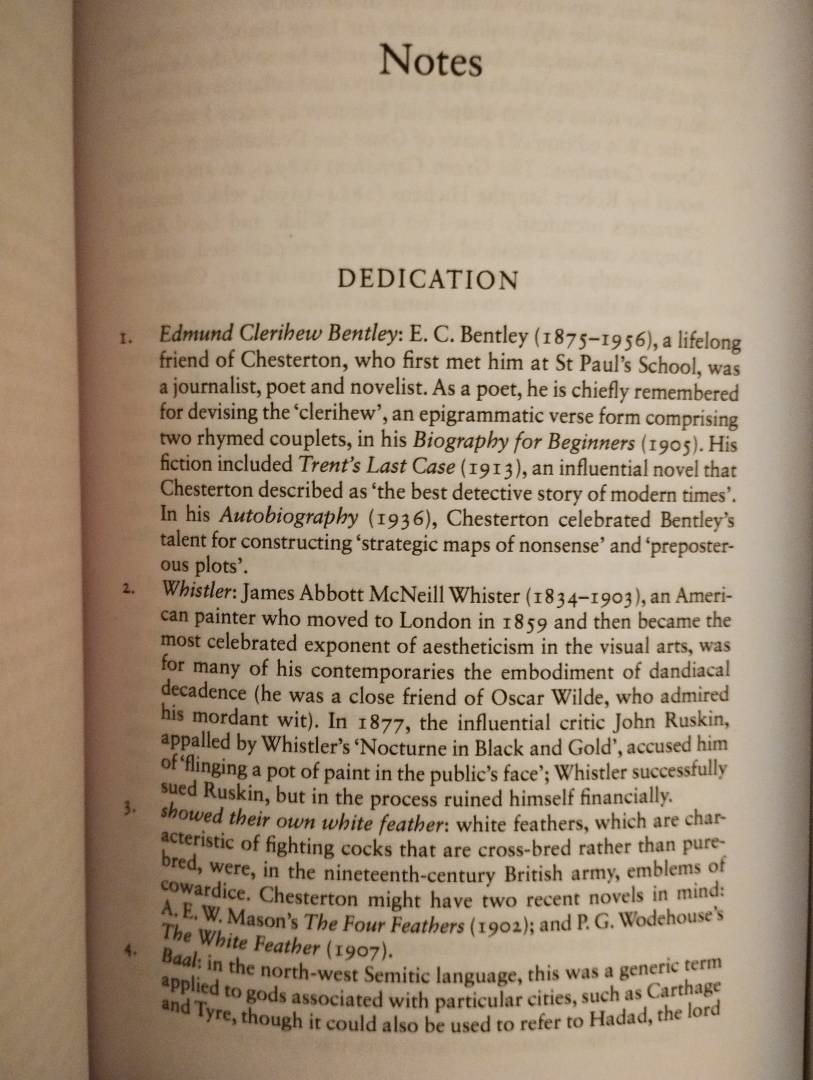 Notes
DEDICATION
1. Edmund Clerihew Bentley: E. C. Bentley (1875–1956), a lifelong
friend of Chesterton, who first met him at St Paul’s School, was
a journalist, poet and novelist. As a poet, he is chiefly remembered
for devising the ‘clerihew’, an epigrammatic verse form comprising
two rhymed couplets, in his Biography for Beginners (1905). His
fiction included Trent’s Last Case (1913), an influential novel that
Chesterton described as ‘the best detective story of modern times’.
In his Autobiography (1936), Chesterton celebrated Bentley’s
talent for constructing ‘strategic maps of nonsense’ and ‘preposter-
ous plots’.
2. Whistler: James Abbott McNeill Whister (1834–1903), an Ameri-
can painter who moved to London in 1859 and then became the
most celebrated exponent of aestheticism in the visual arts, was
for many of his contemporaries the embodiment of dandiacal
decadence (he was a close friend of Oscar Wilde, who admired
his mordant wit). In 1877, the influential critic John Ruskin,
appalled by Whistler’s ‘Nocturne in Black and Gold’, accused him
of ‘flinging a pot of paint in the public’s face’; Whistler successfully
sued Ruskin, but in the process ruined himself financially.
3. showed their own white feather: white feathers, which are char-
acteristic of fighting cocks that are cross-bred rather than pure-
bred, were, in the nineteenth-century British army, emblems of
cowardice. Chesterton might have two recent novels in mind:
A. E. W. Mason’s The Four Feathers (1902); and P. G. Wodehouse’s
The White Feather (1907).
4. Baal: in the north-west Semitic language, this was a generic term
applied to gods associated with particular cities, such as Carthage
and Tyre, though it could also be used to refer to Hadad, the lord